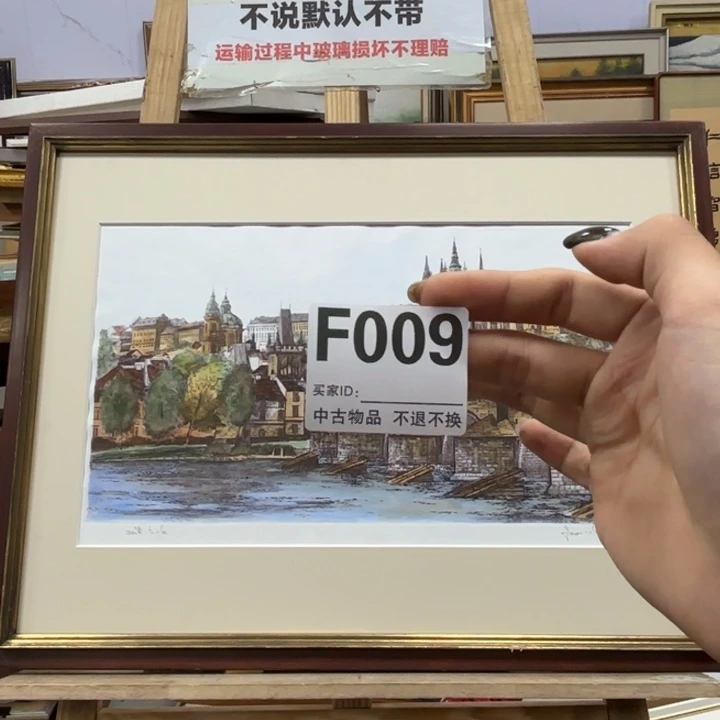 不说默认不带
运输过程中玻璃损坏不理赔
F009
买家ID:
中古物品 不退不换